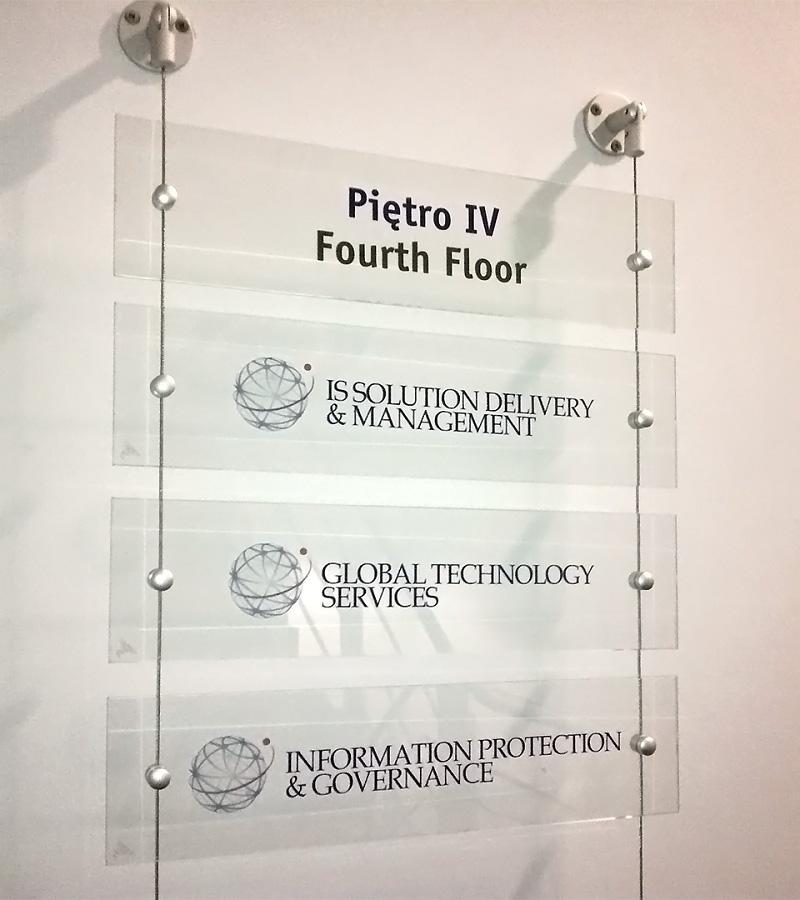 Piętro IV
Fourth Floor
IS SOLUTION DELIVERY
& MANAGEMENT
GLOBAL TECHNOLOGY
SERVICES
INFORMATION PROTECTION
& GOVERNANCE